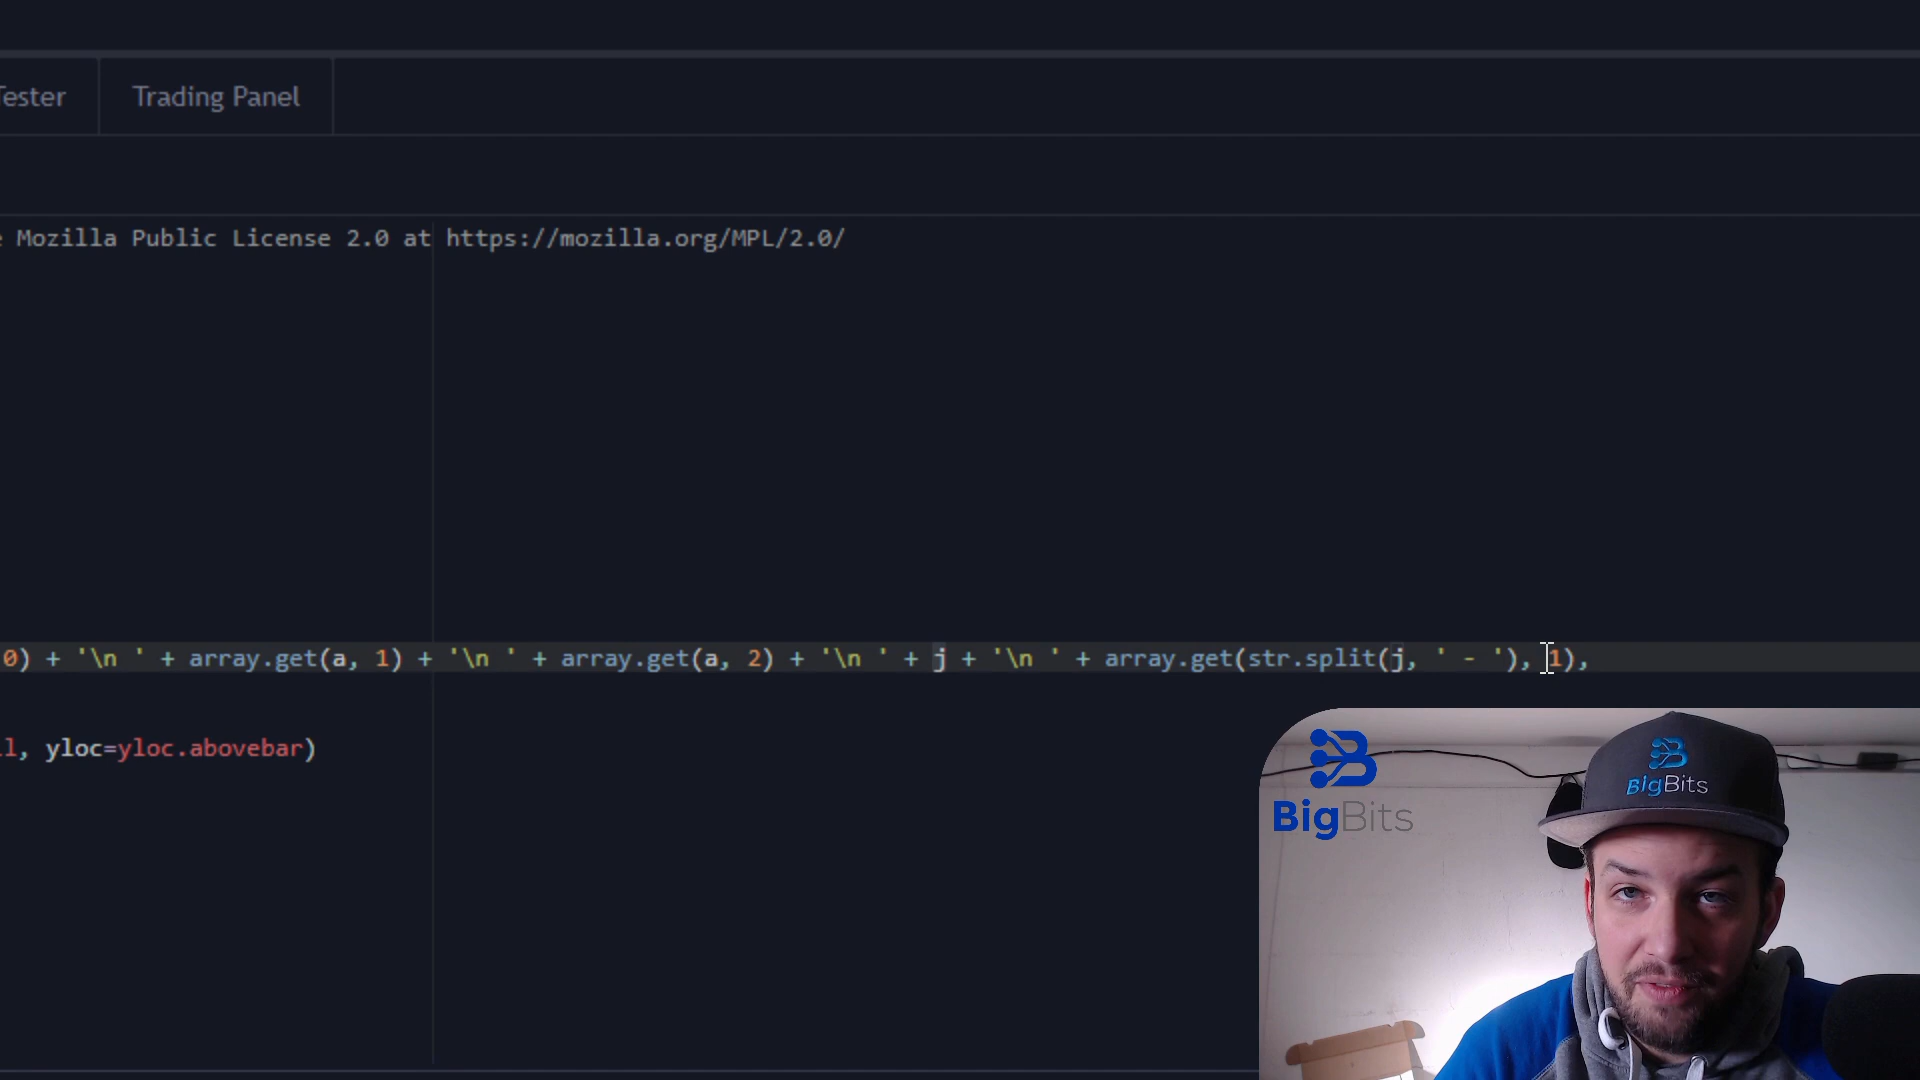 Tester
Trading Panel
Mozilla Public License 2.0 at https://mozilla.org/MPL/2.0/
0) + '\n ' + array.get(a, 1) + '\n ' + array.get(a, 2) + '\n ' + j + '\n ' + array.get(str.split(j, ' - '), 1),
l, yloc=yloc.abovebar)
BigBits
BigBits